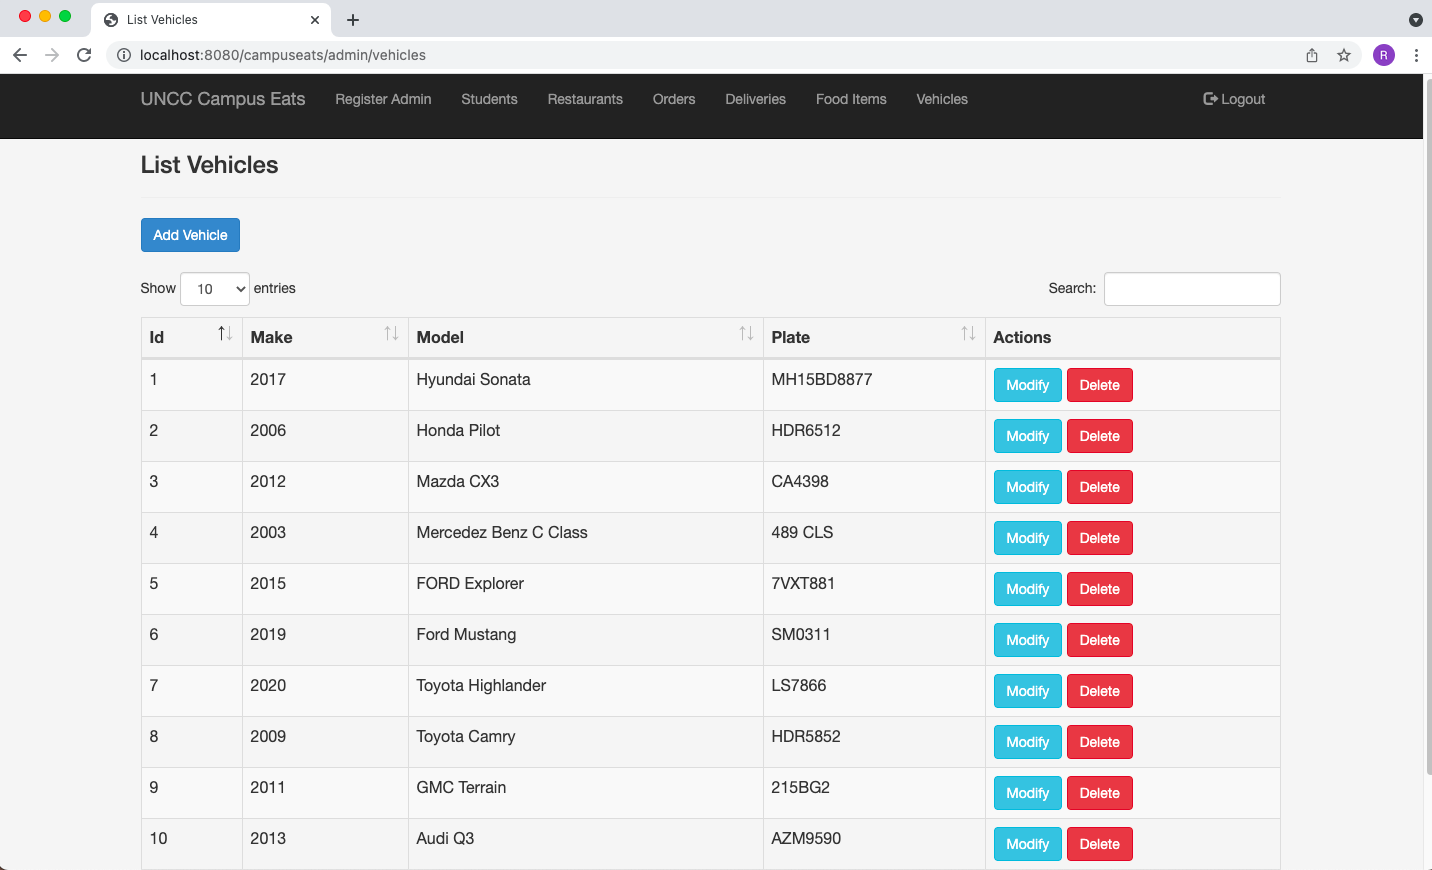 List Vehicles
localhost:8080/campuseats/admin/vehicles
R
UNCC Campus Eats Register Admin Students Restaurants Orders Deliveries Food Items Vehicles Logout
List Vehicles
Add Vehicle
Show 10 entries Search:
Id Make Model Plate Actions
1 2017 Hyundai Sonata MH15BD8877 Modify Delete
2 2006 Honda Pilot HDR6512 Modify Delete
3 2012 Mazda CX3 CA4398 Modify Delete
4 2003 Mercedez Benz C Class 489 CLS Modify Delete
5 2015 FORD Explorer 7VXT881 Modify Delete
6 2019 Ford Mustang SM0311 Modify Delete
7 2020 Toyota Highlander LS7866 Modify Delete
8 2009 Toyota Camry HDR5852 Modify Delete
9 2011 GMC Terrain 215BG2 Modify Delete
10 2013 Audi Q3 AZM9590 Modify Delete